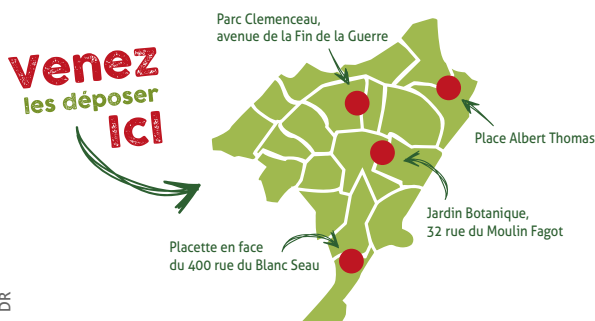 Venez
les déposer
Ici
Parc Clemenceau,
avenue de la Fin de la Guerre
Place Albert Thomas
Jardin Botanique,
32 rue du Moulin Fagot
Placette en face
du 400 rue du Blanc Seau
DR